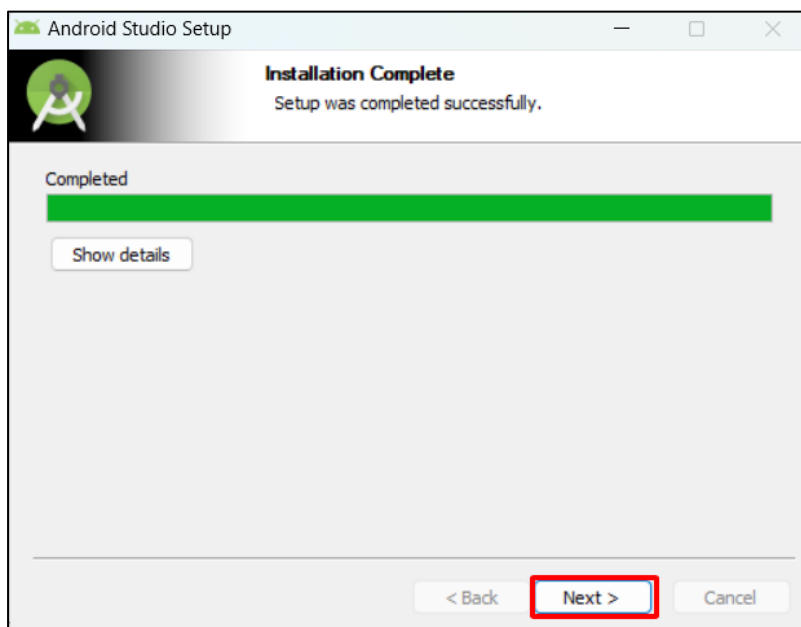 Android Studio Setup
Installation Complete
Setup was completed successfully.
Completed
Show details
< Back
Next >
Cancel